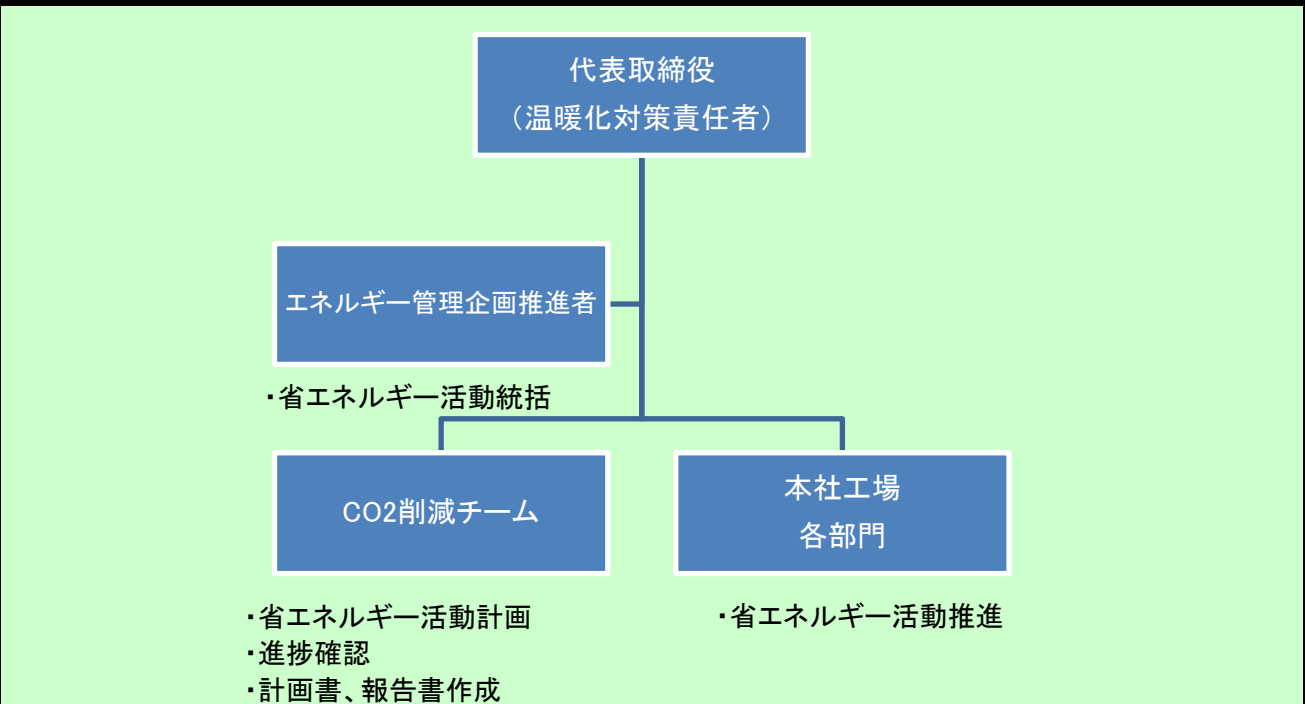 代表取締役
（温暖化対策責任者）
エネルギー管理企画推進者
・省エネルギー活動統括
CO2削減チーム
本社工場
各部門
・省エネルギー活動計画
・進捗確認
・計画書、報告書作成
・省エネルギー活動推進